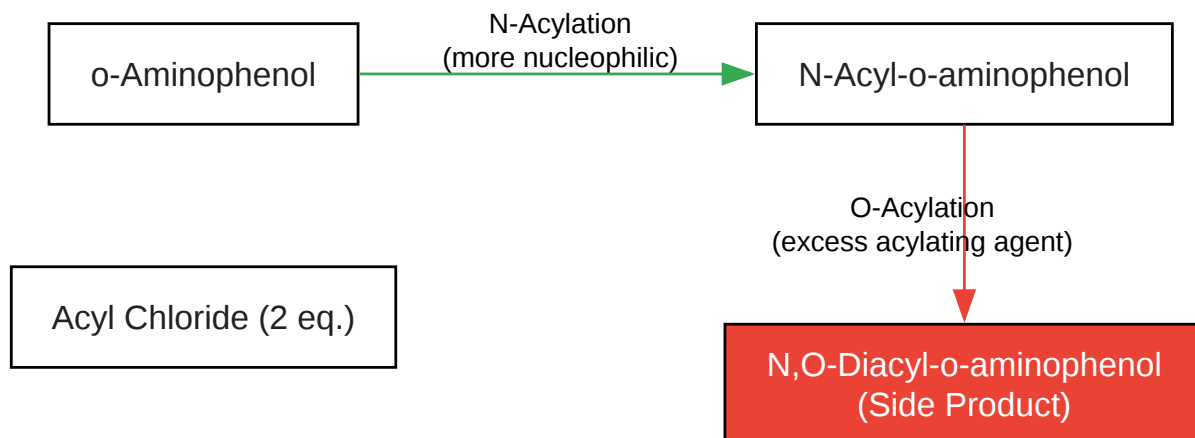 N-Acylation
(more nucleophilic)
o-Aminophenol
N-Acyl-o-aminophenol
O-Acylation
(excess acylating agent)
Acyl Chloride (2 eq.)
N,O-Diacyl-o-aminophenol
(Side Product)